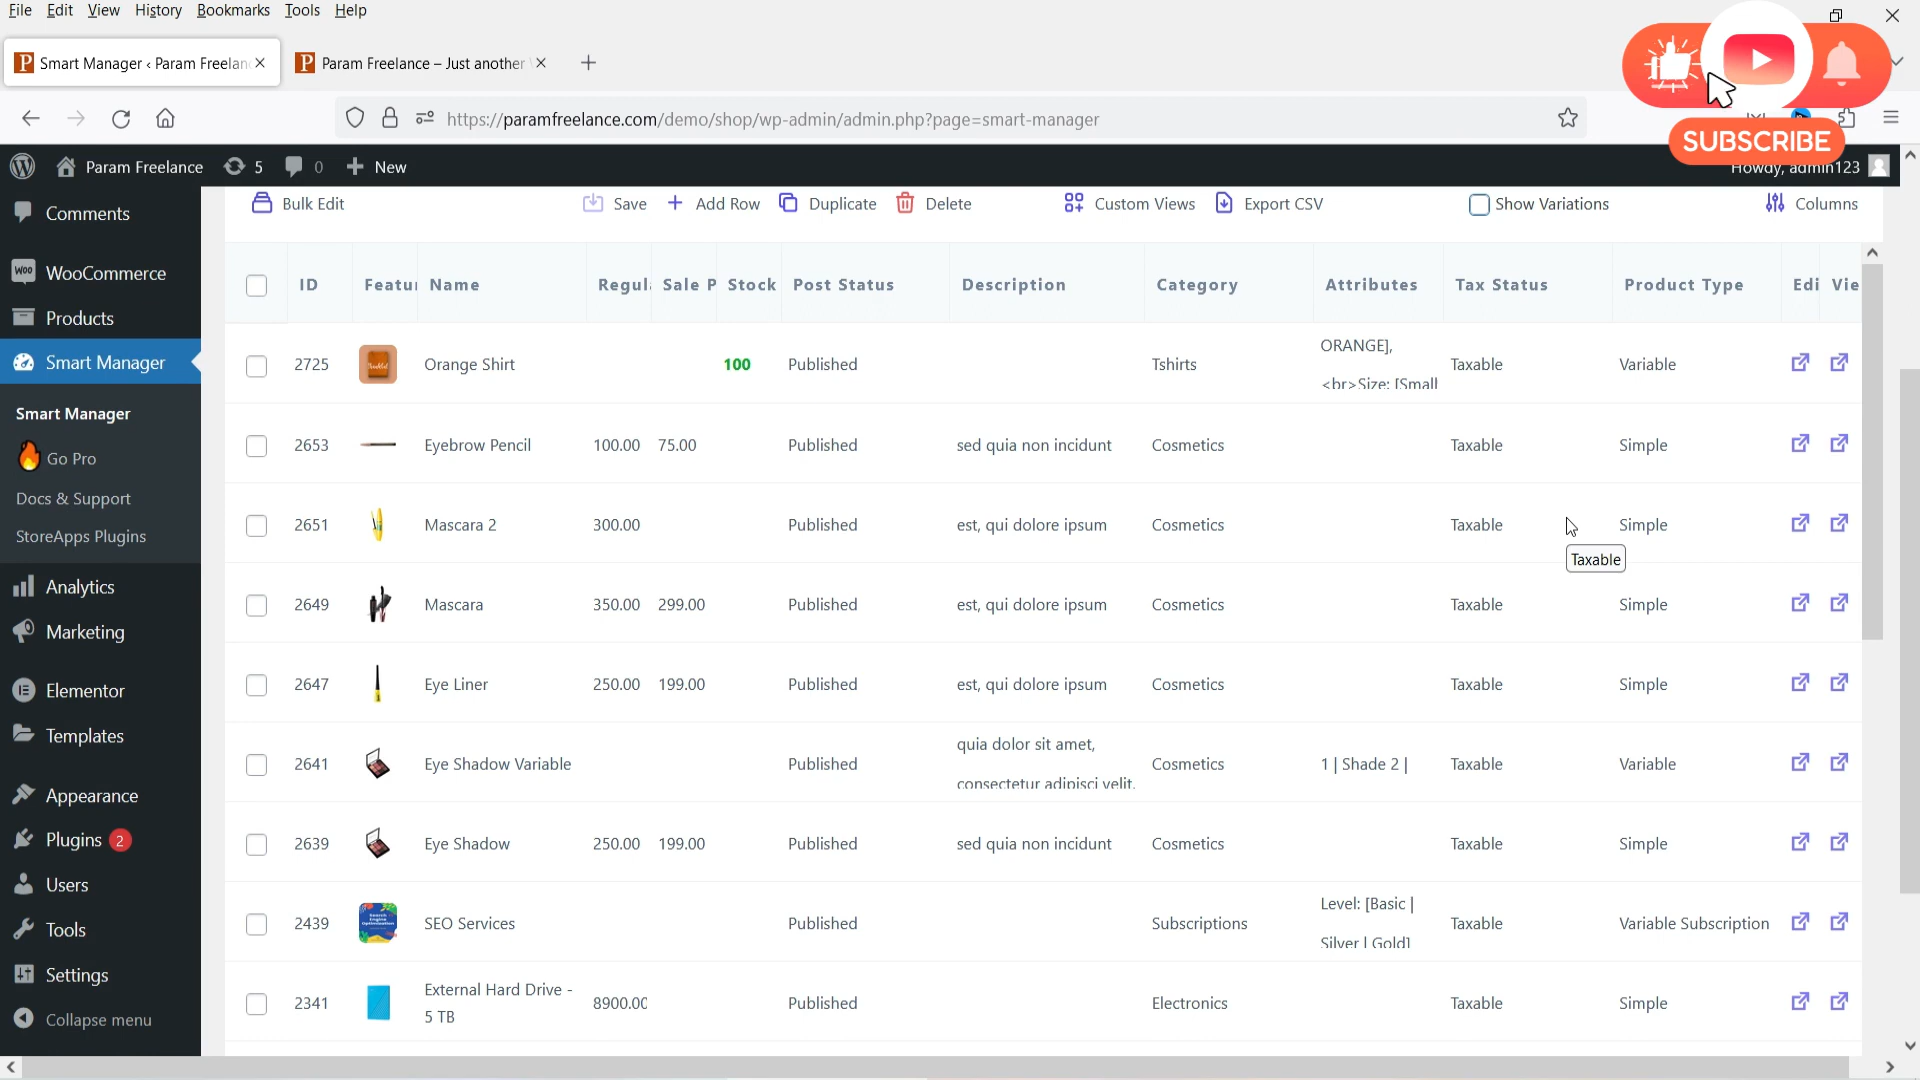 File Edit View History Bookmarks Tools Help
Smart Manager ‹ Param Freelan
Param Freelance – Just another
https://paramfreelance.com/demo/shop/wp-admin/admin.php?page=smart-manager
SUBSCRIBE
Param Freelance 5 0 New Howdy, admin123
Comments
WooCommerce
Products
Smart Manager
Smart Manager
Go Pro
Docs & Support
StoreApps Plugins
Analytics
Marketing
Elementor
Templates
Appearance
Plugins 2
Users
Tools
Settings
Collapse menu
Bulk Edit Save Add Row Duplicate Delete Custom Views Export CSV Show Variations Columns
ID Featu Name Regul Sale P Stock Post Status Description Category Attributes Tax Status Product Type Edi Vie
2725 Orange Shirt 100 Published Tshirts ORANGE], Taxable Variable
<br>Size: [Small
2653 Eyebrow Pencil 100.00 75.00 Published sed quia non incidunt Cosmetics Taxable Simple
2651 Mascara 2 300.00 Published est, qui dolore ipsum Cosmetics Taxable Simple
Taxable
2649 Mascara 350.00 299.00 Published est, qui dolore ipsum Cosmetics Taxable Simple
2647 Eye Liner 250.00 199.00 Published est, qui dolore ipsum Cosmetics Taxable Simple
2641 Eye Shadow Variable Published quia dolor sit amet, Cosmetics 1 | Shade 2 | Taxable Variable
consectetur adipisci velit,
2639 Eye Shadow 250.00 199.00 Published sed quia non incidunt Cosmetics Taxable Simple
2439 SEO Services Published Subscriptions Level: [Basic | Taxable Variable Subscription
Silver | Gold]
2341 External Hard Drive - 8900.00 Published Electronics Taxable Simple
5 TB